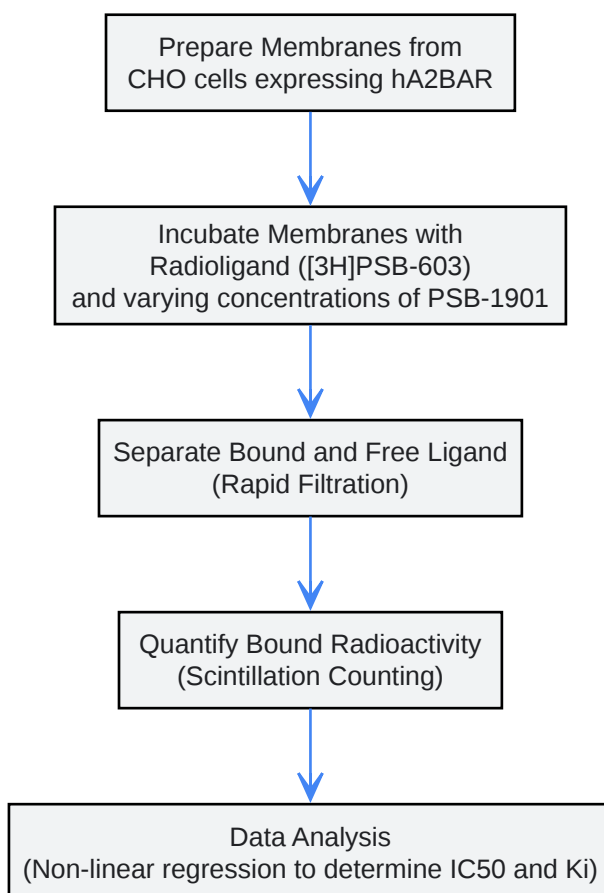 Prepare Membranes from
CHO cells expressing hA2BAR
Incubate Membranes with
Radioligand ([3H]PSB-603)
and varying concentrations of PSB-1901
Separate Bound and Free Ligand
(Rapid Filtration)
Quantify Bound Radioactivity
(Scintillation Counting)
Data Analysis
(Non-linear regression to determine IC50 and Ki)